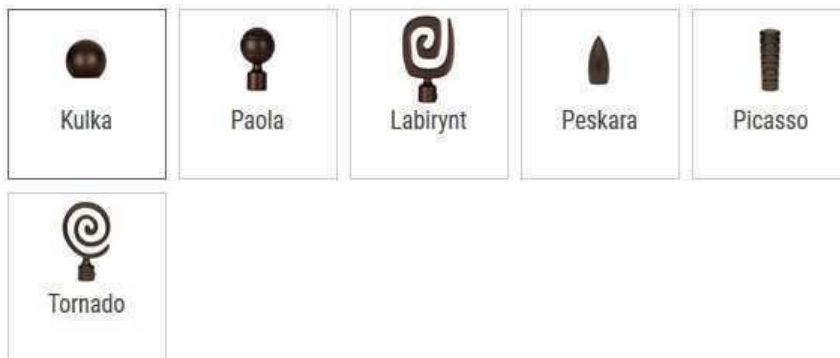 Kulka
Paola
Labirynt
Peskara
Picasso
Tornado